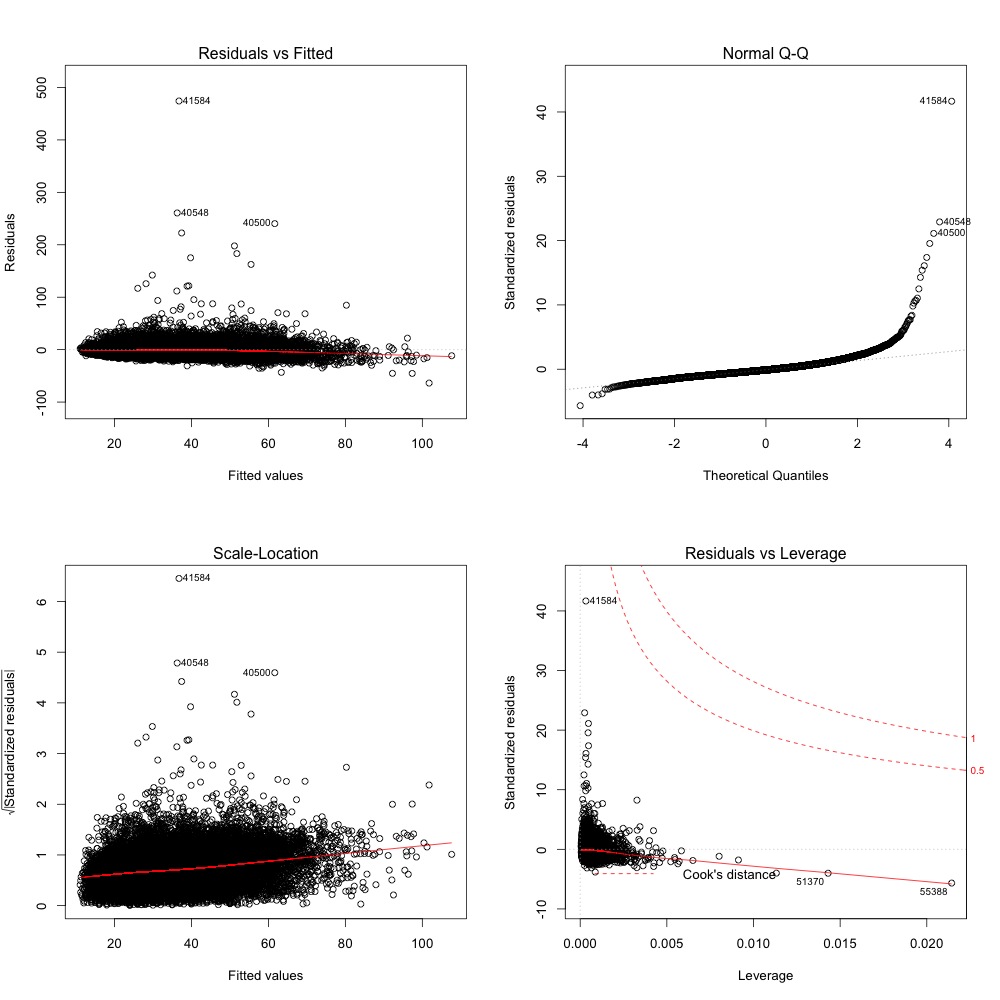 Residuals vs Fitted
Residuals
500
400
300
200
100
0
-100
41584
40548
40500
20 40 60 80 100
Fitted values
Normal Q-Q
Standardized residuals
40
30
20
10
0
41584
40548
40500
-4 -2 0 2 4
Theoretical Quantiles
Scale-Location
√|Standardized residuals|
6
5
4
3
2
1
0
41584
40548
40500
20 40 60 80 100
Fitted values
Residuals vs Leverage
Standardized residuals
40
30
20
10
0
-10
41584
1
0.5
Cook's distance
51370
55388
0.000 0.005 0.010 0.015 0.020
Leverage